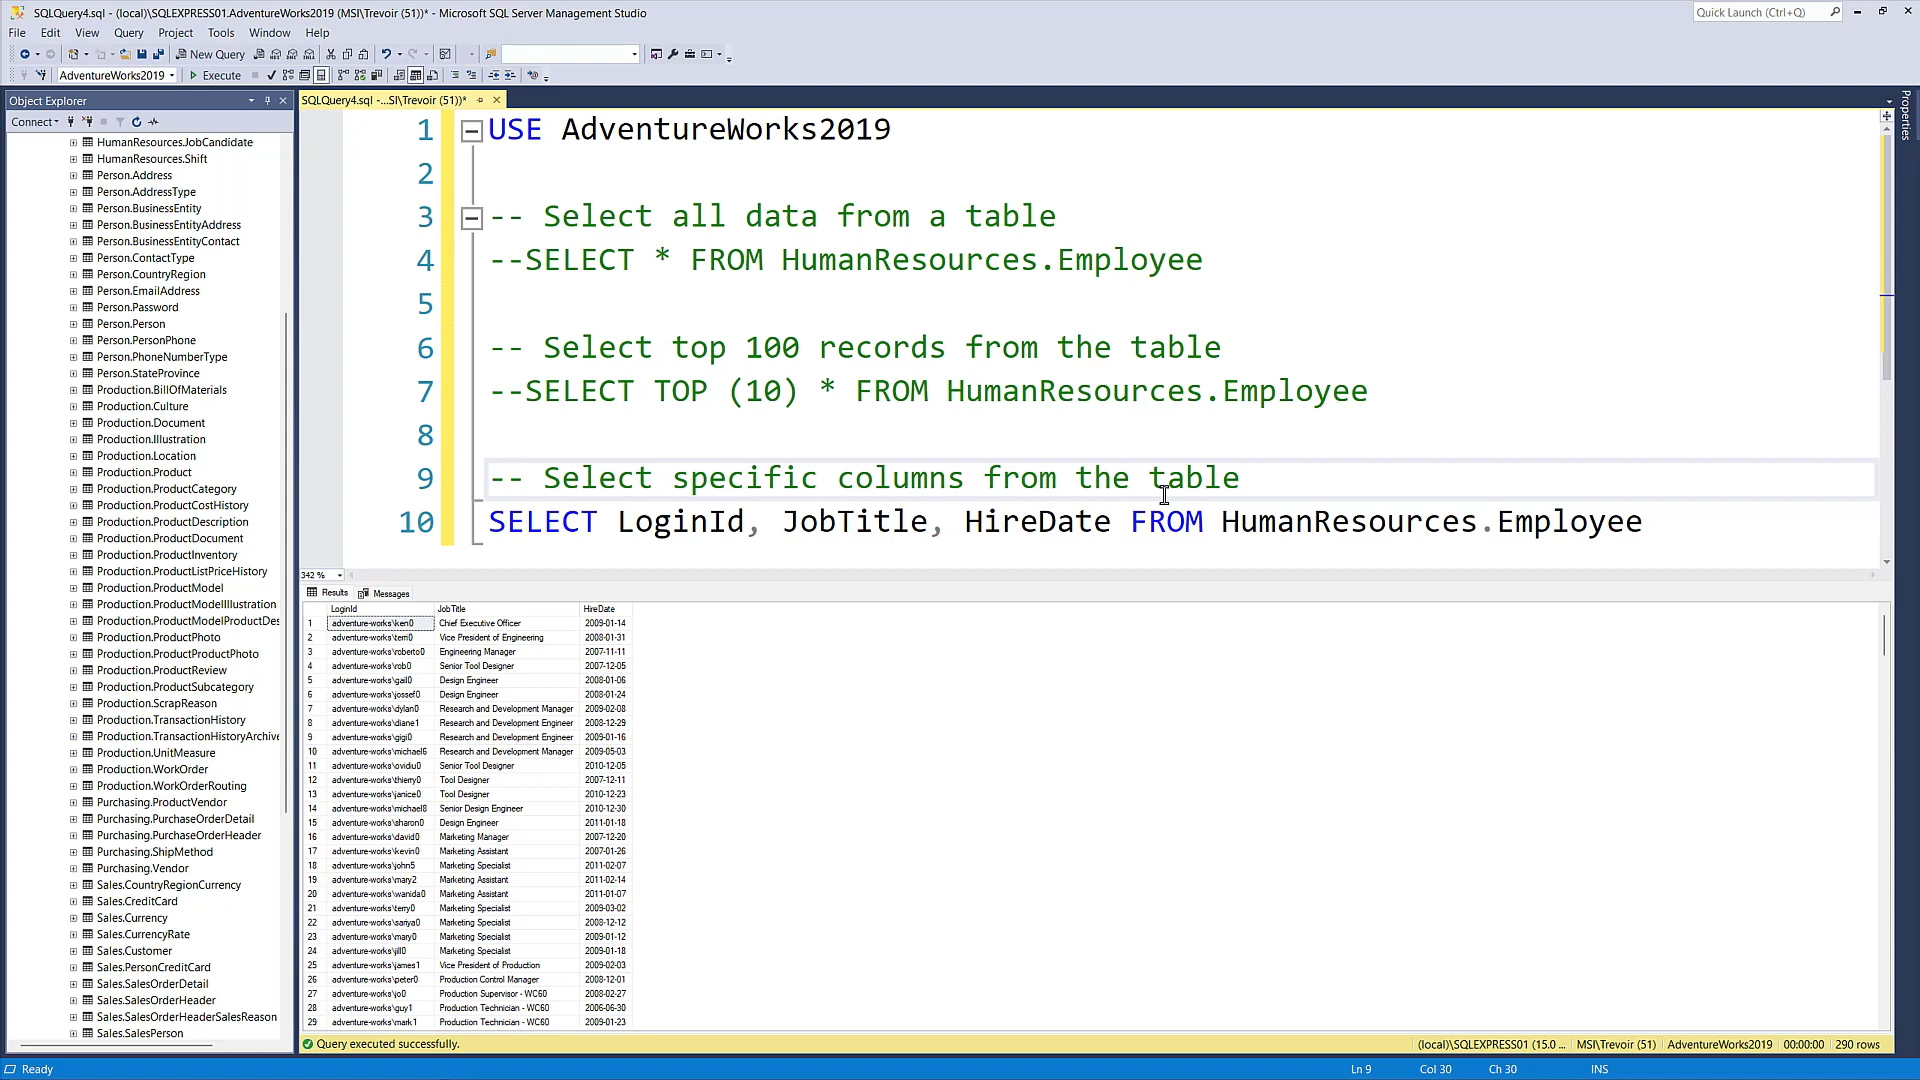 SQLQuery4.sql - (local)\SQLEXPRESS01.AdventureWorks2019 (MSI\Trevoir (51))* - Microsoft SQL Server Management Studio
Quick Launch (Ctrl+Q)
File Edit View Query Project Tools Window Help
New Query
AdventureWorks2019 Execute
Object Explorer
Connect
HumanResources.JobCandidate
HumanResources.Shift
Person.Address
Person.AddressType
Person.BusinessEntity
Person.BusinessEntityAddress
Person.BusinessEntityContact
Person.ContactType
Person.CountryRegion
Person.EmailAddress
Person.Password
Person.Person
Person.PersonPhone
Person.PhoneNumberType
Person.StateProvince
Production.BillOfMaterials
Production.Culture
Production.Document
Production.Illustration
Production.Location
Production.Product
Production.ProductCategory
Production.ProductCostHistory
Production.ProductDescription
Production.ProductDocument
Production.ProductInventory
Production.ProductListPriceHistory
Production.ProductModel
Production.ProductModelIllustration
Production.ProductModelProductDes
Production.ProductPhoto
Production.ProductProductPhoto
Production.ProductReview
Production.ProductSubcategory
Production.ScrapReason
Production.TransactionHistory
Production.TransactionHistoryArchive
Production.UnitMeasure
Production.WorkOrder
Production.WorkOrderRouting
Purchasing.ProductVendor
Purchasing.PurchaseOrderDetail
Purchasing.PurchaseOrderHeader
Purchasing.ShipMethod
Purchasing.Vendor
Sales.CountryRegionCurrency
Sales.CreditCard
Sales.Currency
Sales.CurrencyRate
Sales.Customer
Sales.PersonCreditCard
Sales.SalesOrderDetail
Sales.SalesOrderHeader
Sales.SalesOrderHeaderSalesReason
Sales.SalesPerson
SQLQuery4.sql -...SI\Trevoir (51))*
1 USE AdventureWorks2019
2
3 -- Select all data from a table
4 --SELECT * FROM HumanResources.Employee
5
6 -- Select top 100 records from the table
7 --SELECT TOP (10) * FROM HumanResources.Employee
8
9 -- Select specific columns from the table
10 SELECT LoginId, JobTitle, HireDate FROM HumanResources.Employee
342 %
Results Messages
LoginId JobTitle HireDate
1 adventure-works\ken0 Chief Executive Officer 2009-01-14
2 adventure-works\terri0 Vice President of Engineering 2008-01-31
3 adventure-works\roberto0 Engineering Manager 2007-11-11
4 adventure-works\rob0 Senior Tool Designer 2007-12-05
5 adventure-works\gail0 Design Engineer 2008-01-06
6 adventure-works\jossef0 Design Engineer 2008-01-24
7 adventure-works\dylan0 Research and Development Manager 2009-02-08
8 adventure-works\diane1 Research and Development Engineer 2008-12-29
9 adventure-works\gigi0 Research and Development Engineer 2009-01-16
10 adventure-works\michael6 Research and Development Manager 2009-05-03
11 adventure-works\ovidiu0 Senior Tool Designer 2010-12-05
12 adventure-works\thierry0 Tool Designer 2007-12-11
13 adventure-works\janice0 Tool Designer 2010-12-23
14 adventure-works\michael8 Senior Design Engineer 2010-12-30
15 adventure-works\sharon0 Design Engineer 2011-01-18
16 adventure-works\david0 Marketing Manager 2007-12-20
17 adventure-works\kevin0 Marketing Assistant 2007-01-26
18 adventure-works\john5 Marketing Specialist 2011-02-07
19 adventure-works\mary2 Marketing Assistant 2011-02-14
20 adventure-works\wanida0 Marketing Assistant 2011-01-07
21 adventure-works\terry0 Marketing Specialist 2009-03-02
22 adventure-works\sariya0 Marketing Specialist 2008-12-12
23 adventure-works\mary0 Marketing Specialist 2009-01-12
24 adventure-works\jill0 Marketing Specialist 2009-01-18
25 adventure-works\james1 Vice President of Production 2009-02-03
26 adventure-works\peter0 Production Control Manager 2008-12-01
27 adventure-works\jo0 Production Supervisor - WC60 2008-02-27
28 adventure-works\guy1 Production Technician - WC60 2006-06-30
29 adventure-works\mark1 Production Technician - WC60 2009-01-23
Query executed successfully.
(local)\SQLEXPRESS01 (15.0 ... MSI\Trevoir (51) AdventureWorks2019 00:00:00 290 rows
Ready Ln 9 Col 30 Ch 30 INS
Properties